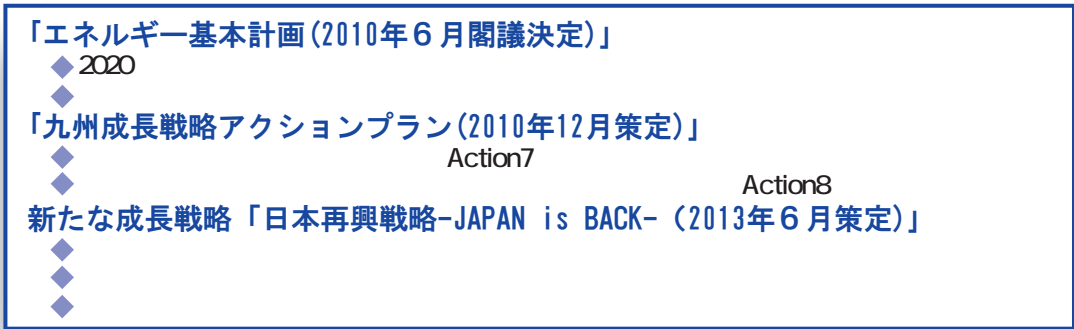 「エネルギー基本計画(2010年６月閣議決定)」
◆2020
◆
「九州成長戦略アクションプラン(2010年12月策定)」
◆ Action7
◆ Action8
新たな成長戦略「日本再興戦略-JAPAN is BACK-（2013年６月策定)」
◆
◆
◆